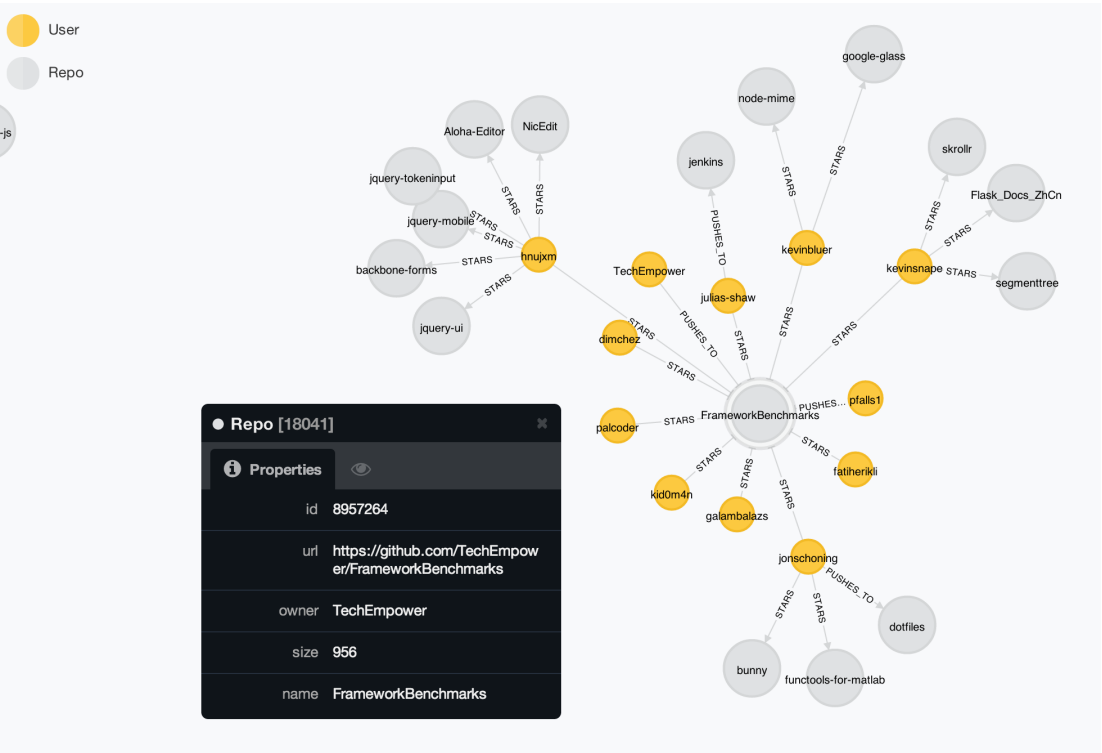 User
Repo
-js
google-glass
node-mime
STARS
STARS
Aloha-Editor
NicEdit
jquery-tokeninput
jquery-mobile
backbone-forms
jquery-ui
STARS
STARS
STARS
STARS
STARS
STARS
hnujxm
jenkins
PUSHES_TO
skrollr
Flask_Docs_ZhCn
segmenttree
STARS
STARS
STARS
kevinbluer
kevinsnape
TechEmpower
julias-shaw
dimchez
STARS
PUSHES_TO
STARS
STARS
STARS
STARS
palcoder
STARS
FrameworkBenchmarks
PUSHES...
pfalls1
STARS
fatiherikli
STARS
kid0m4n
STARS
galambalazs
STARS
jonschoning
STARS
STARS
PUSHES_TO
bunny
functools-for-matlab
dotfiles
Repo [18041]
Properties
id 8957264
url https://github.com/TechEmpow
er/FrameworkBenchmarks
owner TechEmpower
size 956
name FrameworkBenchmarks